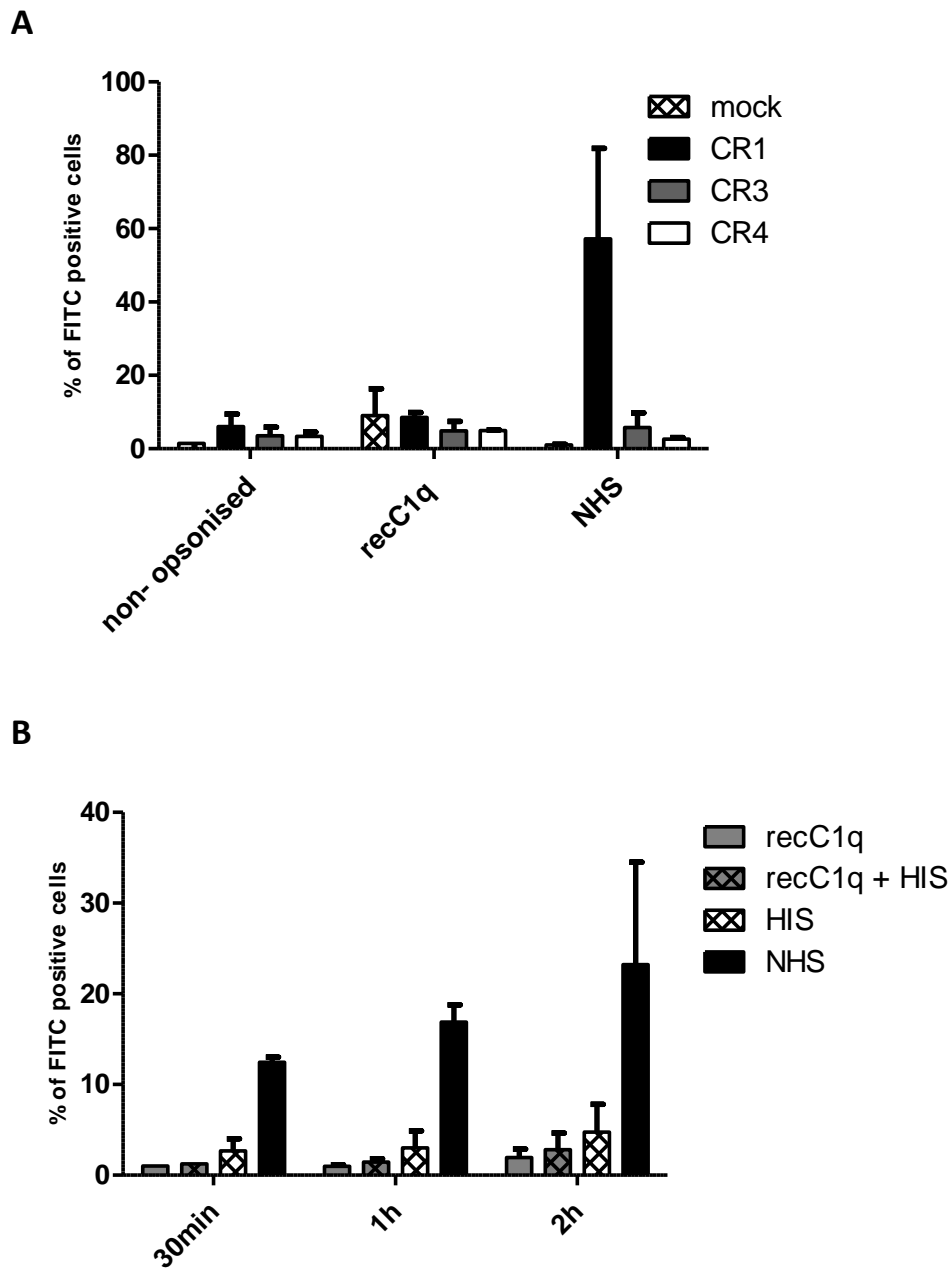 A
% of FITC positive cells
100
80
60
40
20
0
mock
CR1
CR3
CR4
non- opsonised
recC1q
NHS
B
% of FITC positive cells
40
30
20
10
0
recC1q
recC1q + HIS
HIS
NHS
30min
1h
2h